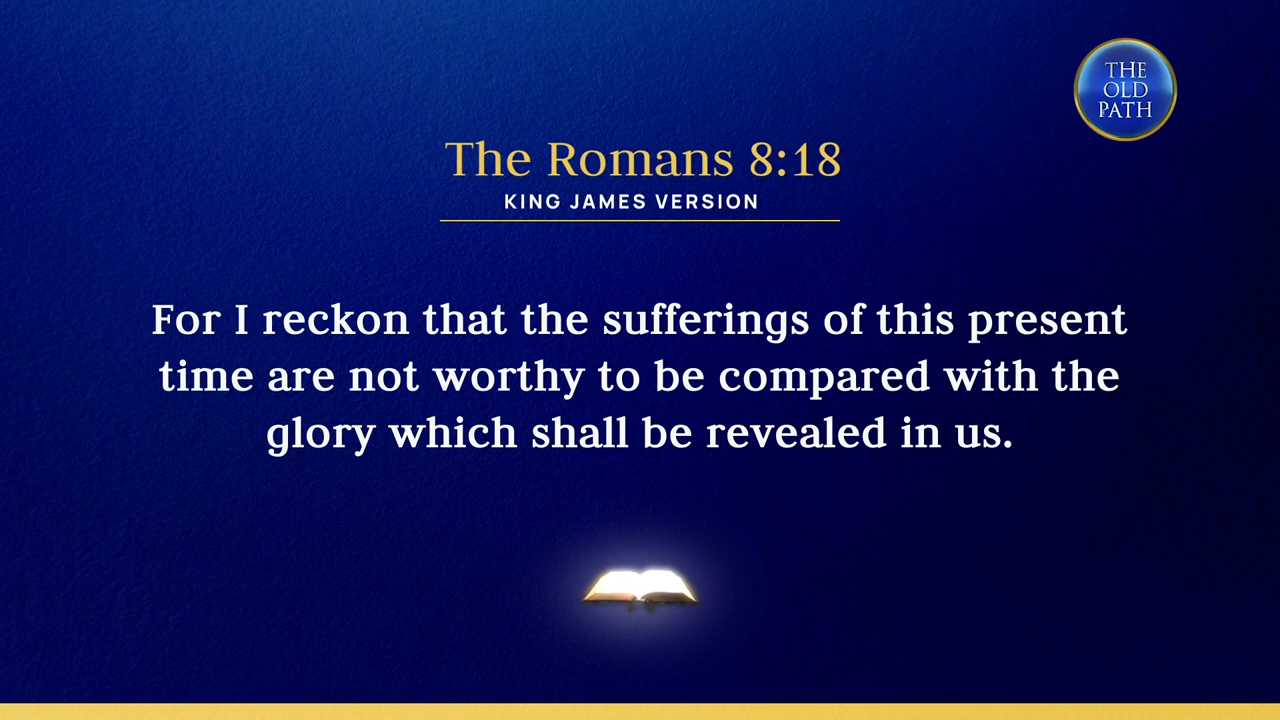 THE
OLD
PATH
The Romans 8:18
KING JAMES VERSION
For I reckon that the sufferings of this present
time are not worthy to be compared with the
glory which shall be revealed in us.